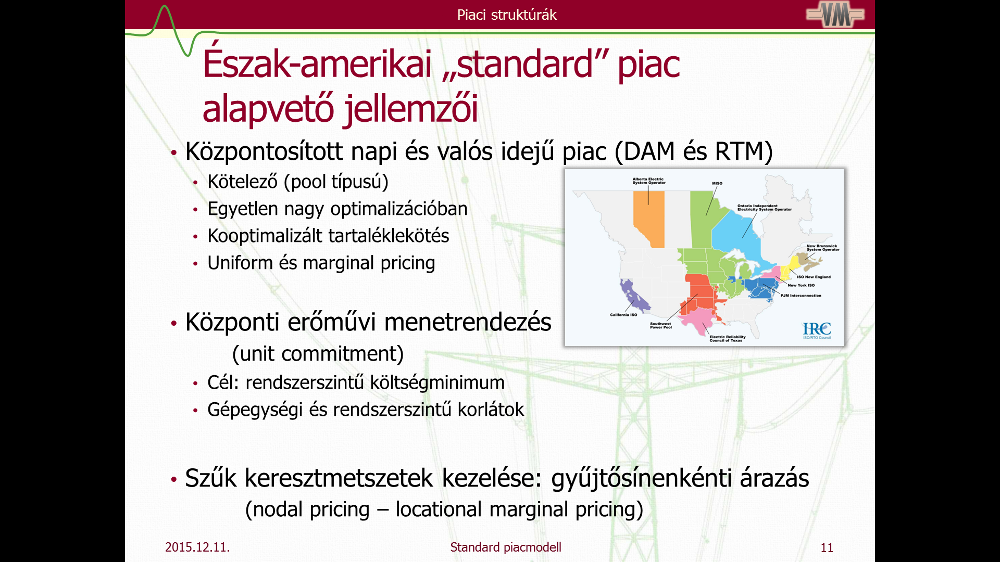 Piaci struktúrák
VM
Észak-amerikai „standard” piac
alapvető jellemzői
• Központosított napi és valós idejű piac (DAM és RTM)
• Kötelező (pool típusú)
• Egyetlen nagy optimalizációban
• Kooptimalizált tartaléklekötés
• Uniform és marginal pricing
Alberta Electric
System Operator
MISO
Ontario Independent
Electricity System Operator
New Brunswick
System Operator
ISO New England
New York ISO
PJM Interconnection
California ISO
Southwest
Power Pool
Electric Reliability
Council of Texas
IRC
ISO/RTO Council
• Központi erőművi menetrendezés
(unit commitment)
• Cél: rendszerszintű költségminimum
• Gépegységi és rendszerszintű korlátok
• Szűk keresztmetszetek kezelése: gyűjtősínenkénti árazás
(nodal pricing – locational marginal pricing)
2015.12.11.
Standard piacmodell
11